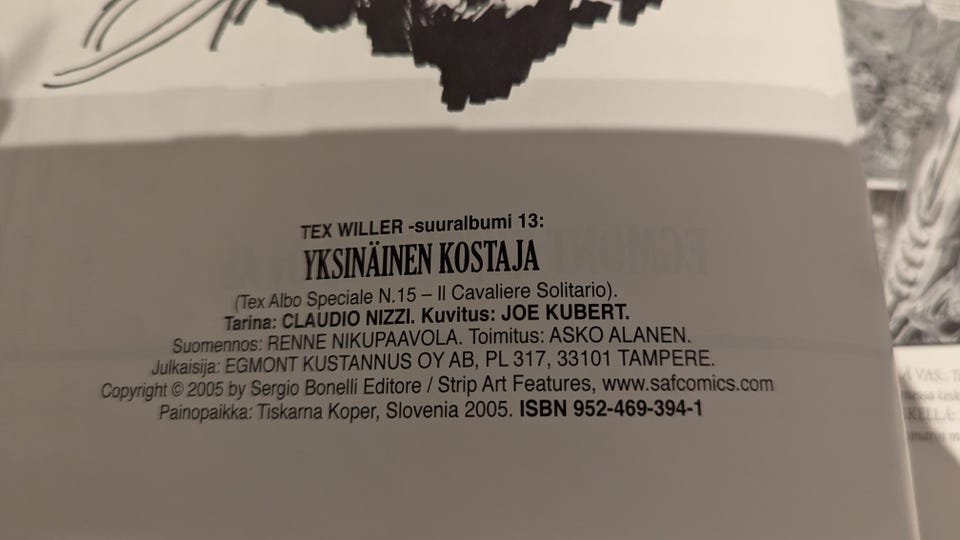 TEX WILLER -suuralbumi 13:
YKSINÄINEN KOSTAJA
(Tex Albo Speciale N.15 – Il Cavaliere Solitario).
Tarina: CLAUDIO NIZZI. Kuvitus: JOE KUBERT.
Suomennos: RENNE NIKUPAAVOLA. Toimitus: ASKO ALANEN.
Julkaisija: EGMONT KUSTANNUS OY AB, PL 317, 33101 TAMPERE.
Copyright © 2005 by Sergio Bonelli Editore / Strip Art Features, www.safcomics.com
Painopaikka: Tiskarna Koper, Slovenia 2005. ISBN 952-469-394-1